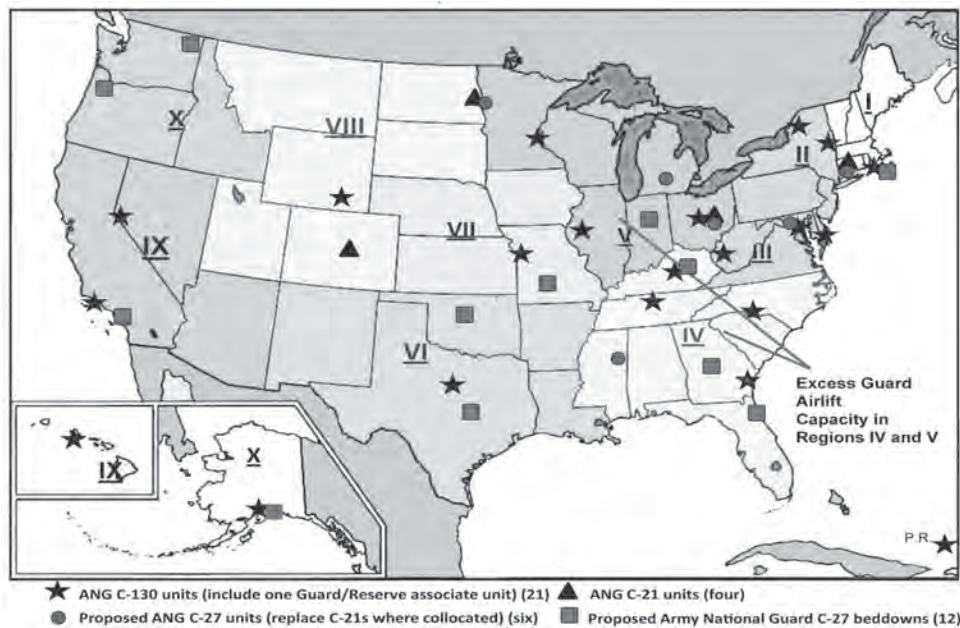 I
II
X
VIII
VII
V
III
IX
VI
IV
Excess Guard
Airlift
Capacity in
Regions IV and V
IX
X
P.R.
ANG C-130 units (include one Guard/Reserve associate unit) (21)
ANG C-21 units (four)
Proposed ANG C-27 units (replace C-21s where collocated) (six)
Proposed Army National Guard C-27 beddowns (12)